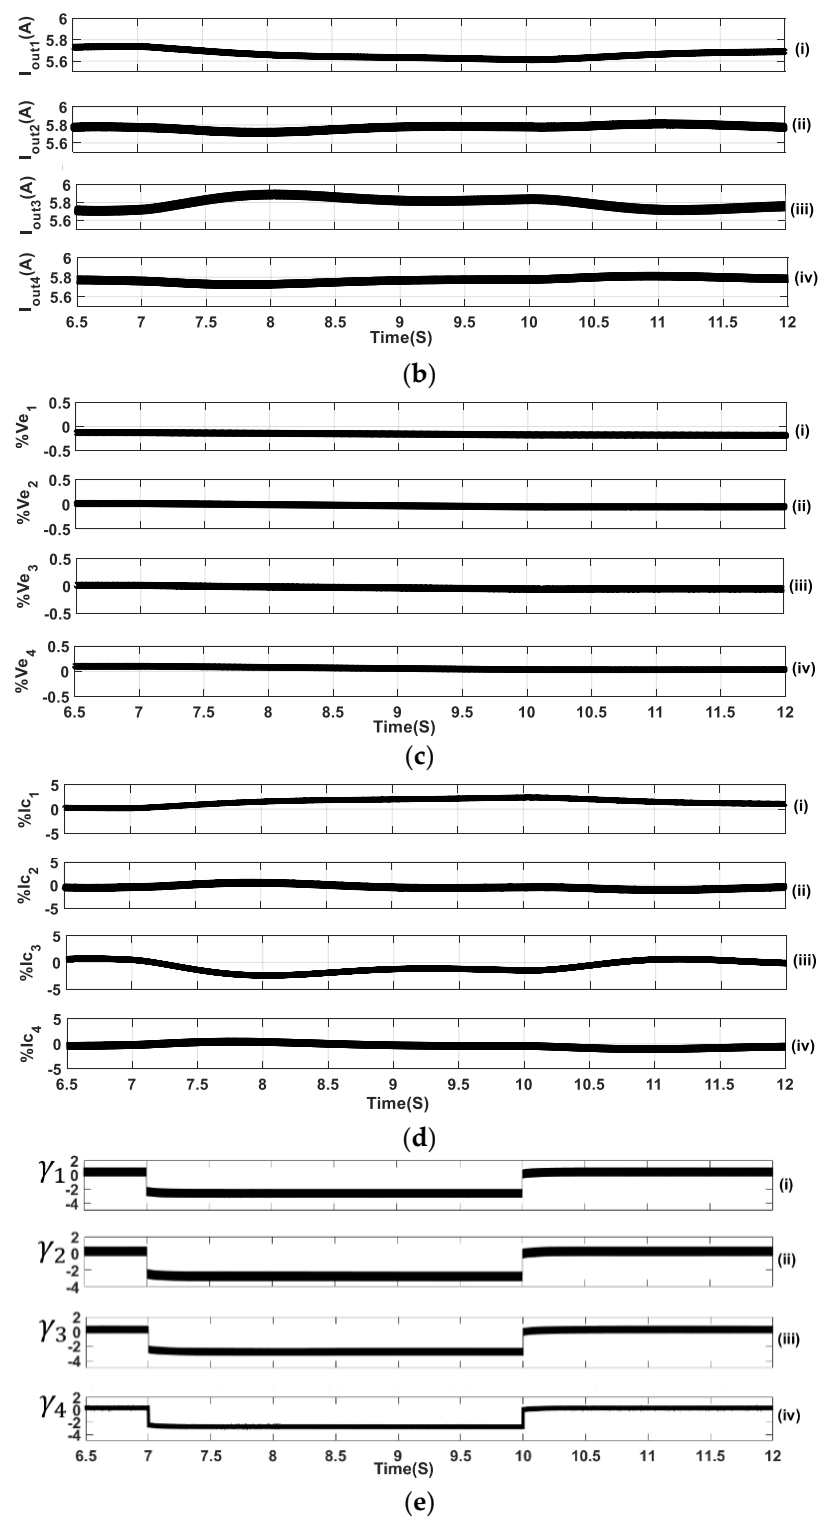 6
5.8
5.6
I_out1(A)
(i)
6
5.8
5.6
I_out2(A)
(ii)
6
5.8
5.6
I_out3(A)
(iii)
6
5.8
5.6
I_out4(A)
(iv)
6.5 7 7.5 8 8.5 9 9.5 10 10.5 11 11.5 12
Time(S)
(b)
0.5
0
-0.5
%Ve_1
(i)
0.5
0
-0.5
%Ve_2
(ii)
0.5
0
-0.5
%Ve_3
(iii)
0.5
0
-0.5
%Ve_4
(iv)
6.5 7 7.5 8 8.5 9 9.5 10 10.5 11 11.5 12
Time(S)
(c)
5
0
-5
%Ic_1
(i)
5
0
-5
%Ic_2
(ii)
5
0
-5
%Ic_3
(iii)
5
0
-5
%Ic_4
(iv)
6.5 7 7.5 8 8.5 9 9.5 10 10.5 11 11.5 12
Time(S)
(d)
2
0
-2
-4
γ1
(i)
2
0
-2
-4
γ2
(ii)
2
0
-2
-4
γ3
(iii)
2
0
-2
-4
γ4
(iv)
6.5 7 7.5 8 8.5 9 9.5 10 10.5 11 11.5 12
Time(S)
(e)